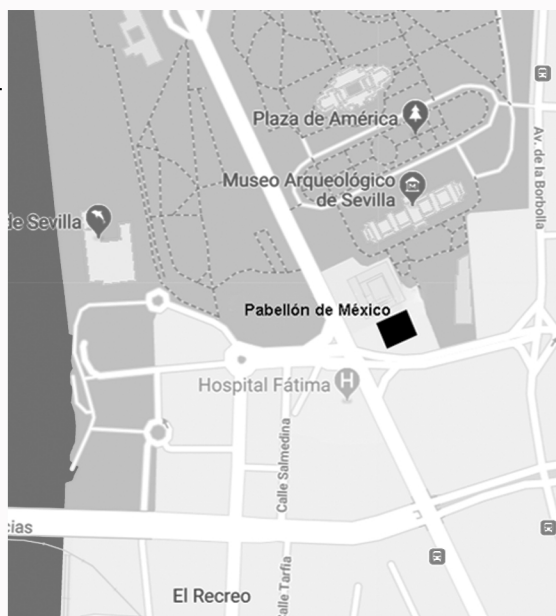 Plaza de América
Museo Arqueológico
de Sevilla
Av. de la Borbolla
de Sevilla
Pabellón de México
Hospital Fátima
H
Calle Salmedina
cias
El Recreo
alle Tarfia